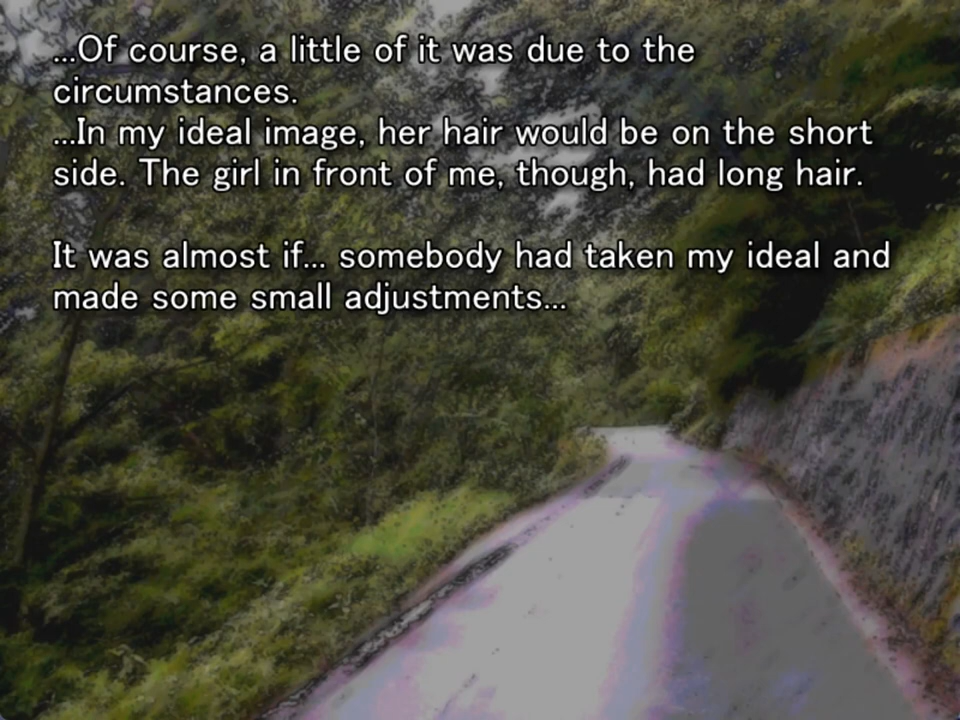 ...Of course, a little of it was due to the
circumstances.
...In my ideal image, her hair would be on the short
side. The girl in front of me, though, had long hair.
It was almost if... somebody had taken my ideal and
made some small adjustments...